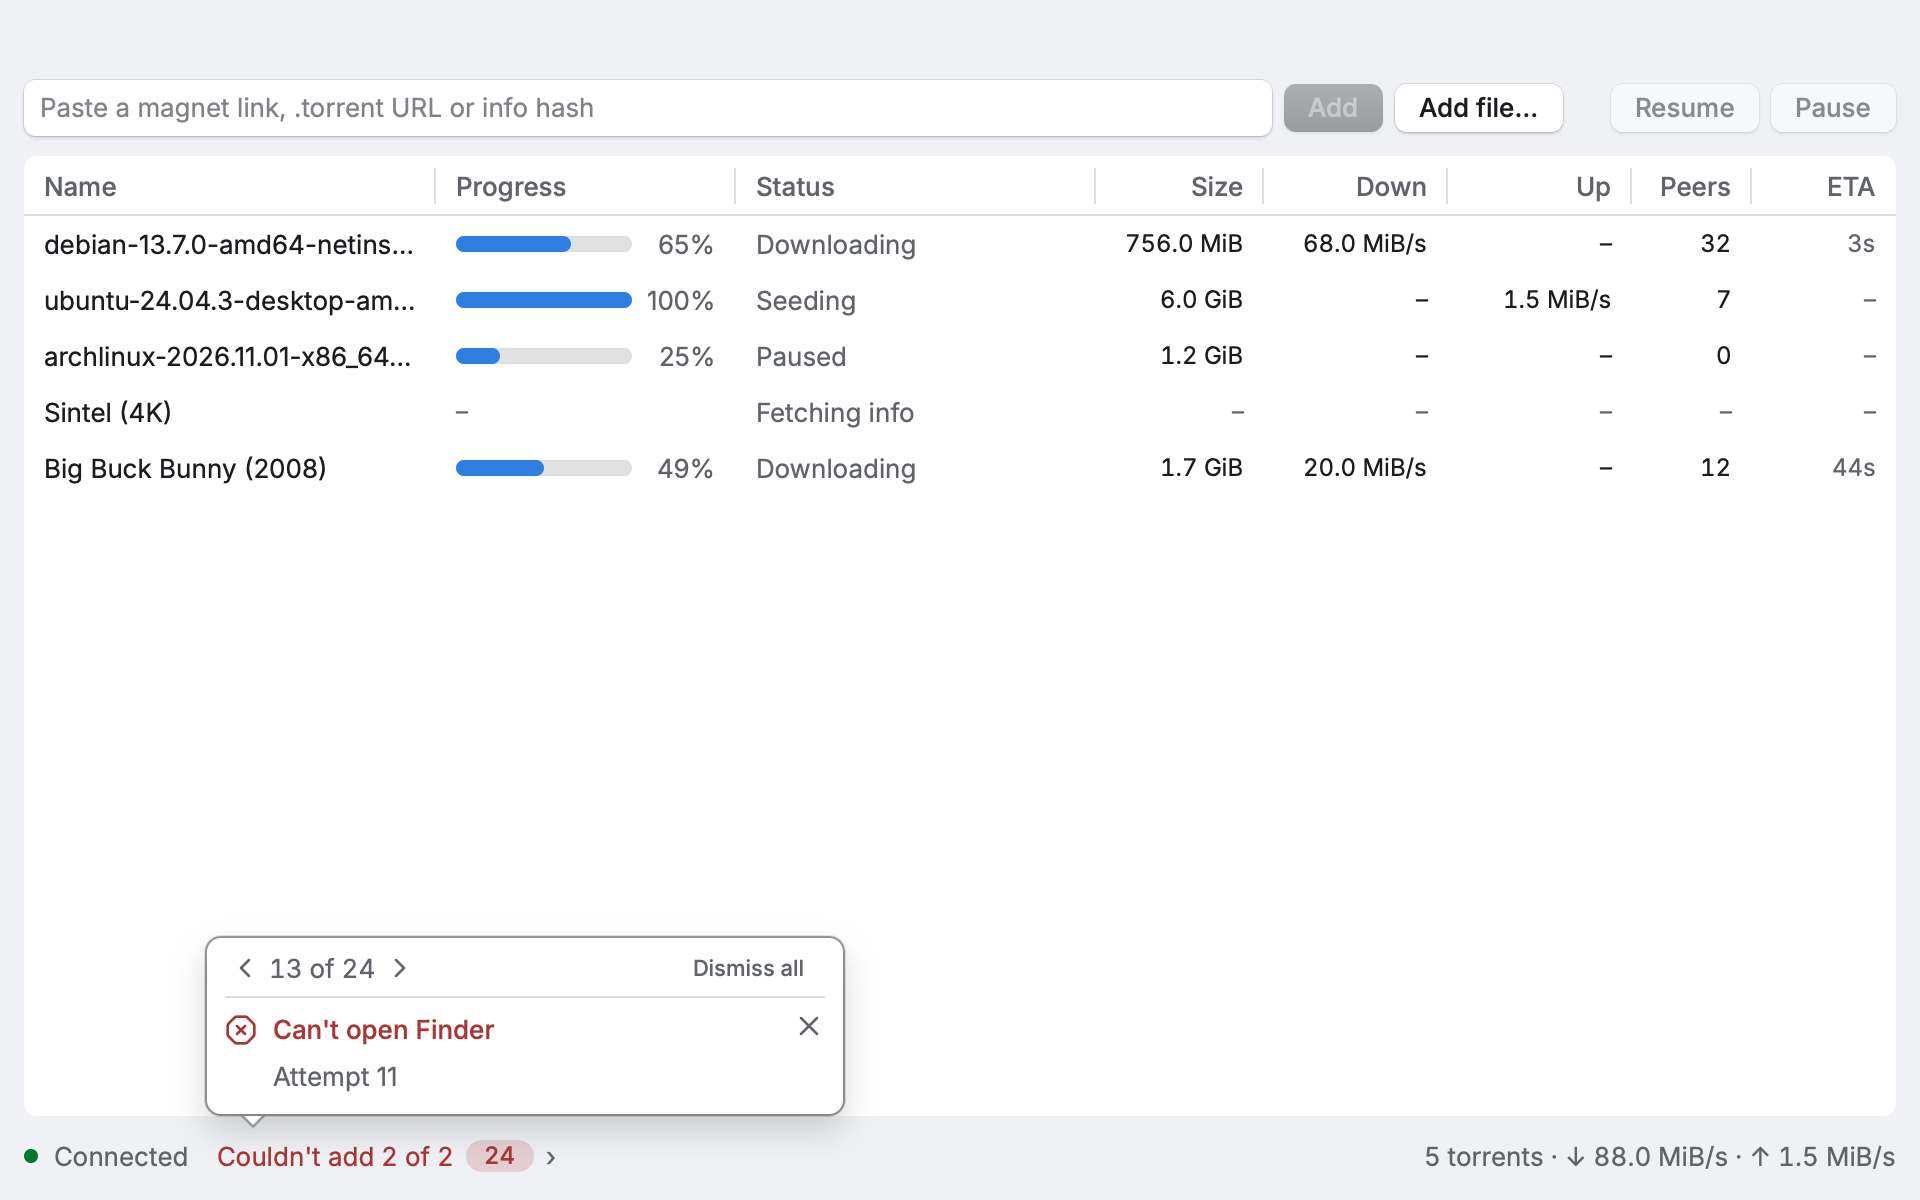 Paste a magnet link, .torrent URL or info hash Add Add file... Resume Pause
Name Progress Status Size Down Up Peers ETA
debian-13.7.0-amd64-netins... 65% Downloading 756.0 MiB 68.0 MiB/s – 32 3s
ubuntu-24.04.3-desktop-am... 100% Seeding 6.0 GiB – 1.5 MiB/s 7 –
archlinux-2026.11.01-x86_64... 25% Paused 1.2 GiB – – 0 –
Sintel (4K) – Fetching info – – – – –
Big Buck Bunny (2008) 49% Downloading 1.7 GiB 20.0 MiB/s – 12 44s
13 of 24 Dismiss all
Can't open Finder
Attempt 11
Connected Couldn't add 2 of 2 24 › 5 torrents · ↓ 88.0 MiB/s · ↑ 1.5 MiB/s